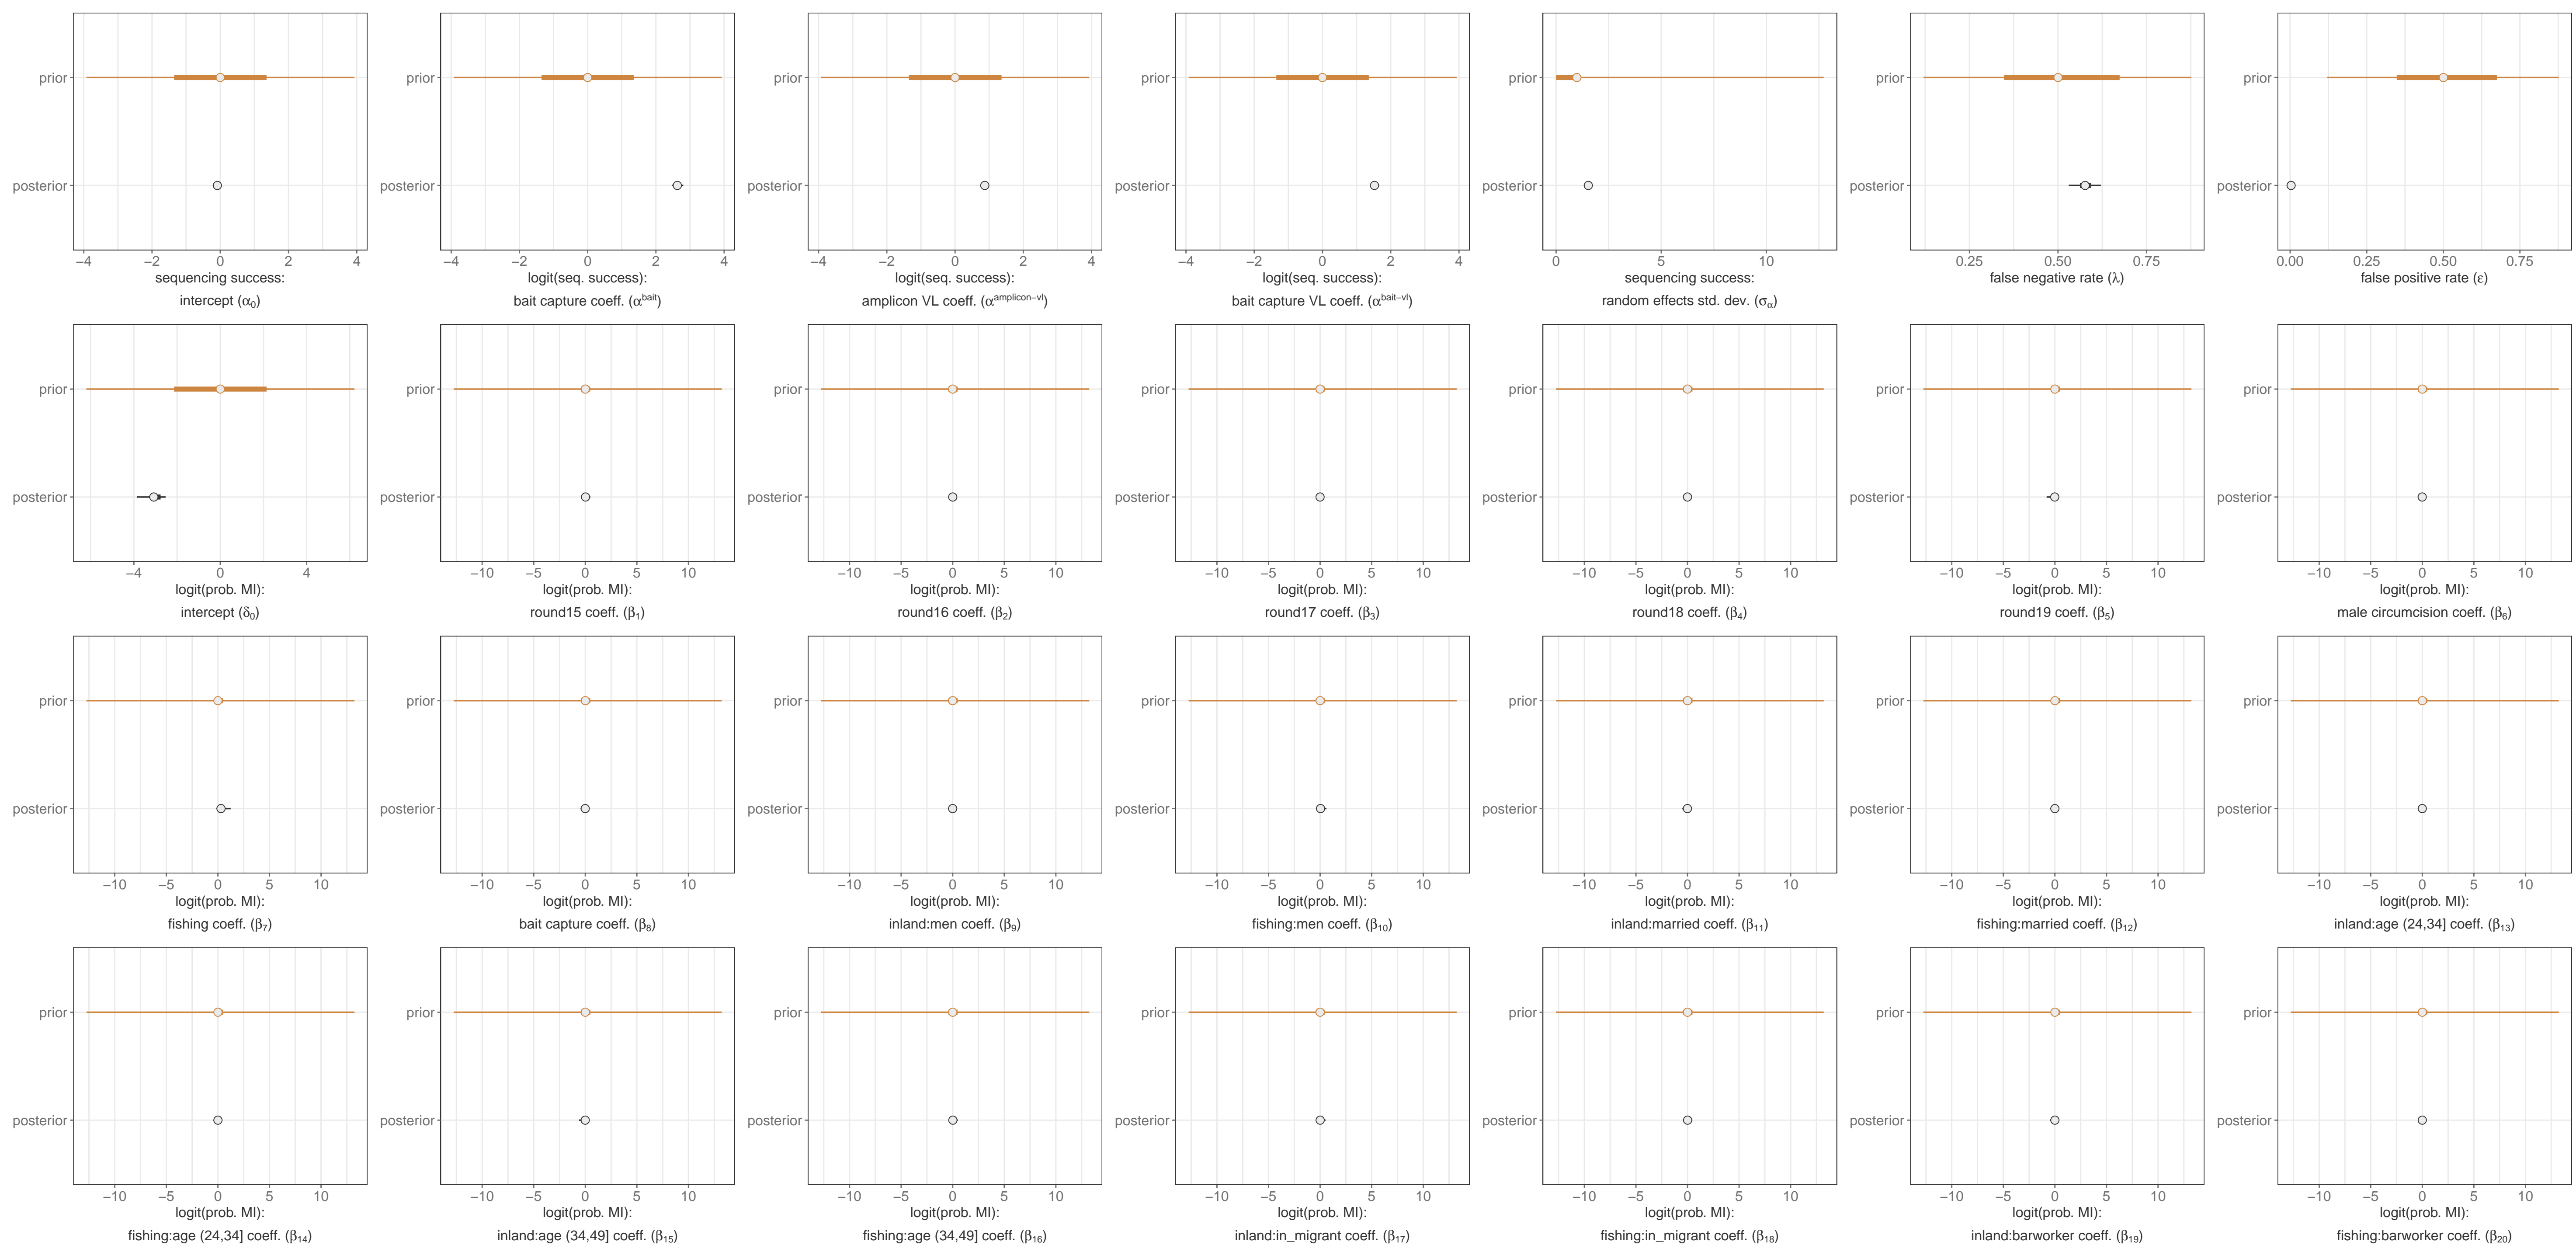 prior
posterior
−4 −2 0 2 4
sequencing success:
intercept (α0)
prior
posterior
−4 −2 0 2 4
logit(seq. success):
bait capture coeff. (α^bait)
prior
posterior
−4 −2 0 2 4
logit(seq. success):
amplicon VL coeff. (α^amplicon−vl)
prior
posterior
−4 −2 0 2 4
logit(seq. success):
bait capture VL coeff. (α^bait−vl)
prior
posterior
0 5 10
sequencing success:
random effects std. dev. (σα)
prior
posterior
0.25 0.50 0.75
false negative rate (λ)
prior
posterior
0.00 0.25 0.50 0.75
false positive rate (ε)
prior
posterior
−4 0 4
logit(prob. MI):
intercept (δ0)
prior
posterior
−10 −5 0 5 10
logit(prob. MI):
round15 coeff. (β1)
prior
posterior
−10 −5 0 5 10
logit(prob. MI):
round16 coeff. (β2)
prior
posterior
−10 −5 0 5 10
logit(prob. MI):
round17 coeff. (β3)
prior
posterior
−10 −5 0 5 10
logit(prob. MI):
round18 coeff. (β4)
prior
posterior
−10 −5 0 5 10
logit(prob. MI):
round19 coeff. (β5)
prior
posterior
−10 −5 0 5 10
logit(prob. MI):
male circumcision coeff. (β6)
prior
posterior
−10 −5 0 5 10
logit(prob. MI):
fishing coeff. (β7)
prior
posterior
−10 −5 0 5 10
logit(prob. MI):
bait capture coeff. (β8)
prior
posterior
−10 −5 0 5 10
logit(prob. MI):
inland:men coeff. (β9)
prior
posterior
−10 −5 0 5 10
logit(prob. MI):
fishing:men coeff. (β10)
prior
posterior
−10 −5 0 5 10
logit(prob. MI):
inland:married coeff. (β11)
prior
posterior
−10 −5 0 5 10
logit(prob. MI):
fishing:married coeff. (β12)
prior
posterior
−10 −5 0 5 10
logit(prob. MI):
inland:age (24,34] coeff. (β13)
prior
posterior
−10 −5 0 5 10
logit(prob. MI):
fishing:age (24,34] coeff. (β14)
prior
posterior
−10 −5 0 5 10
logit(prob. MI):
inland:age (34,49] coeff. (β15)
prior
posterior
−10 −5 0 5 10
logit(prob. MI):
fishing:age (34,49] coeff. (β16)
prior
posterior
−10 −5 0 5 10
logit(prob. MI):
inland:in_migrant coeff. (β17)
prior
posterior
−10 −5 0 5 10
logit(prob. MI):
fishing:in_migrant coeff. (β18)
prior
posterior
−10 −5 0 5 10
logit(prob. MI):
inland:barworker coeff. (β19)
prior
posterior
−10 −5 0 5 10
logit(prob. MI):
fishing:barworker coeff. (β20)